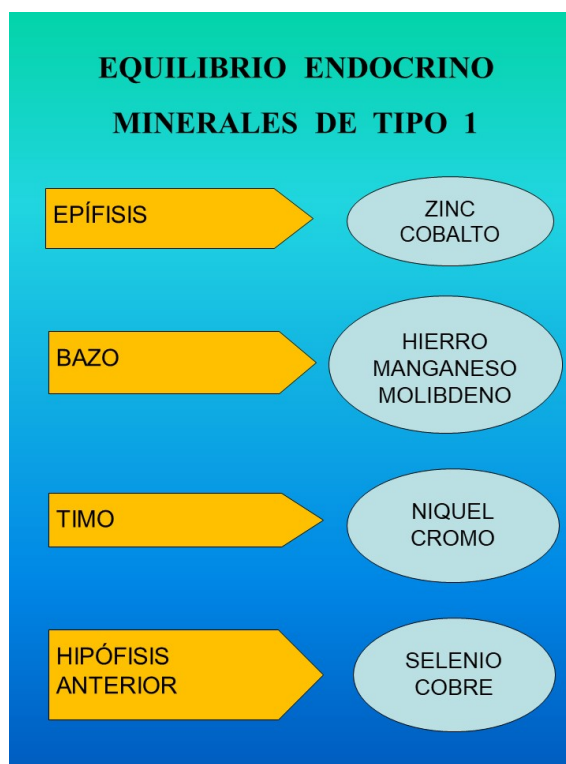 EQUILIBRIO ENDOCRINO
MINERALES DE TIPO 1
EPÍFISIS
ZINC
COBALTO
BAZO
HIERRO
MANGANESO
MOLIBDENO
TIMO
NIQUEL
CROMO
HIPÓFISIS
ANTERIOR
SELENIO
COBRE